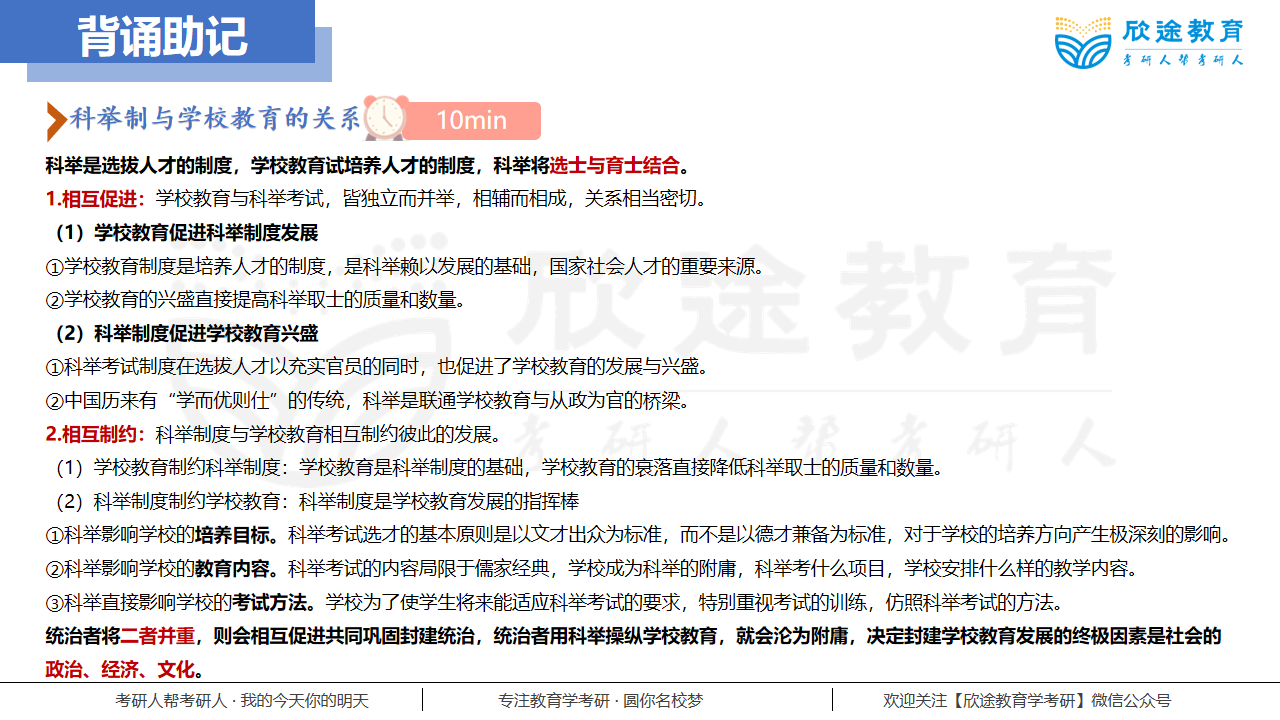 背诵助记
欣途教育
考研人帮考研人
科举制与学校教育的关系
10min
科举是选拔人才的制度，学校教育试培养人才的制度，科举将选士与育士结合。
1.相互促进：学校教育与科举考试，皆独立而并举，相辅而相成，关系相当密切。
（1）学校教育促进科举制度发展
①学校教育制度是培养人才的制度，是科举赖以发展的基础，国家社会人才的重要来源。
②学校教育的兴盛直接提高科举取士的质量和数量。
（2）科举制度促进学校教育兴盛
①科举考试制度在选拔人才以充实官员的同时，也促进了学校教育的发展与兴盛。
②中国历来有“学而优则仕”的传统，科举是联通学校教育与从政为官的桥梁。
2.相互制约：科举制度与学校教育相互制约彼此的发展。
（1）学校教育制约科举制度：学校教育是科举制度的基础，学校教育的衰落直接降低科举取士的质量和数量。
（2）科举制度制约学校教育：科举制度是学校教育发展的指挥棒
①科举影响学校的培养目标。科举考试选才的基本原则是以文才出众为标准，而不是以德才兼备为标准，对于学校的培养方向产生极深刻的影响。
②科举影响学校的教育内容。科举考试的内容局限于儒家经典，学校成为科举的附庸，科举考什么项目，学校安排什么样的教学内容。
③科举直接影响学校的考试方法。学校为了使学生将来能适应科举考试的要求，特别重视考试的训练，仿照科举考试的方法。
统治者将二者并重，则会相互促进共同巩固封建统治，统治者用科举操纵学校教育，就会沦为附庸，决定封建学校教育发展的终极因素是社会的
政治、经济、文化。
欣途教育
考研人帮考研人
考研人帮考研人 · 我的今天你的明天
专注教育学考研 · 圆你名校梦
欢迎关注【欣途教育学考研】微信公众号